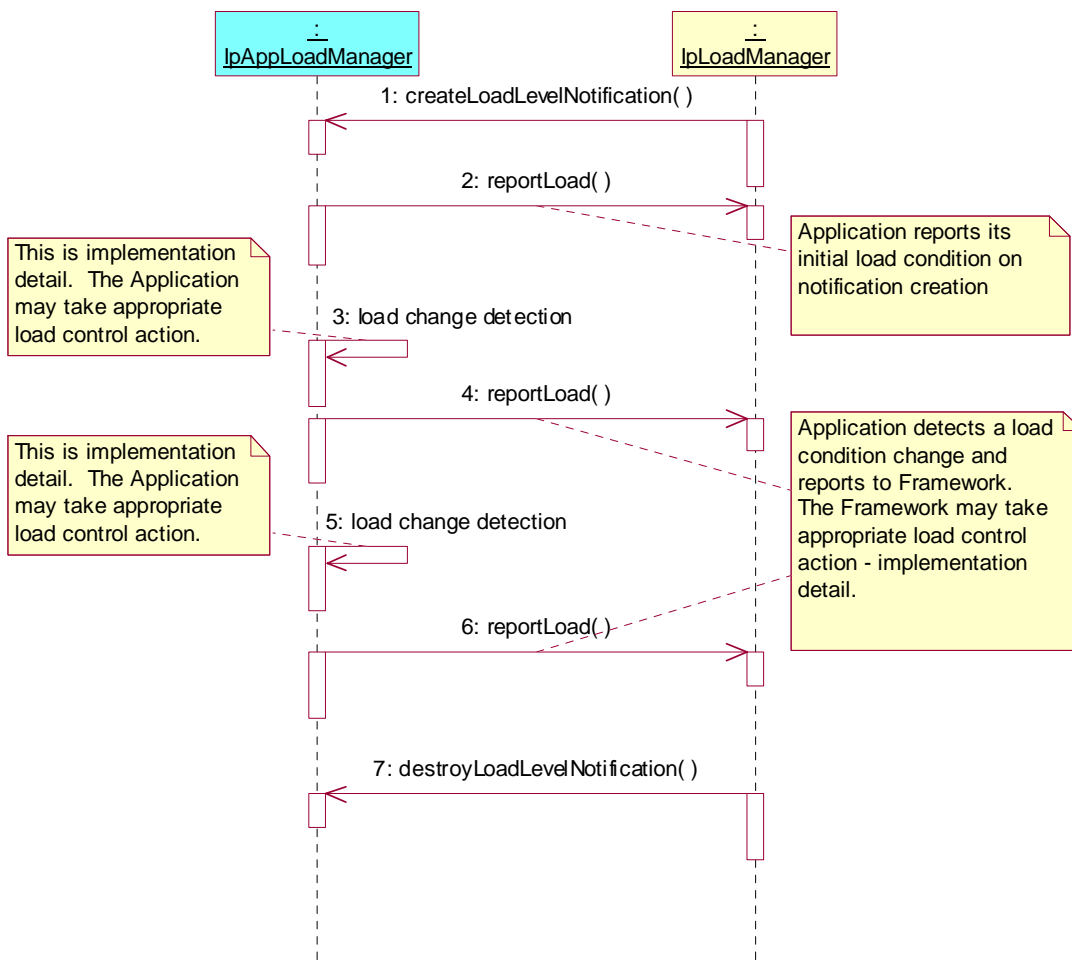 :
IpAppLoadManager
:
IpLoadManager
1: createLoadLevelNotification( )
2: reportLoad( )
Application reports its
initial load condition on
notification creation
This is implementation
detail.  The Application
may take appropriate
load control action.
3: load change detection
4: reportLoad( )
Application detects a load
condition change and
reports to Framework.
The Framework may take
appropriate load control
action - implementation
detail.
This is implementation
detail.  The Application
may take appropriate
load control action.
5: load change detection
6: reportLoad( )
7: destroyLoadLevelNotification( )